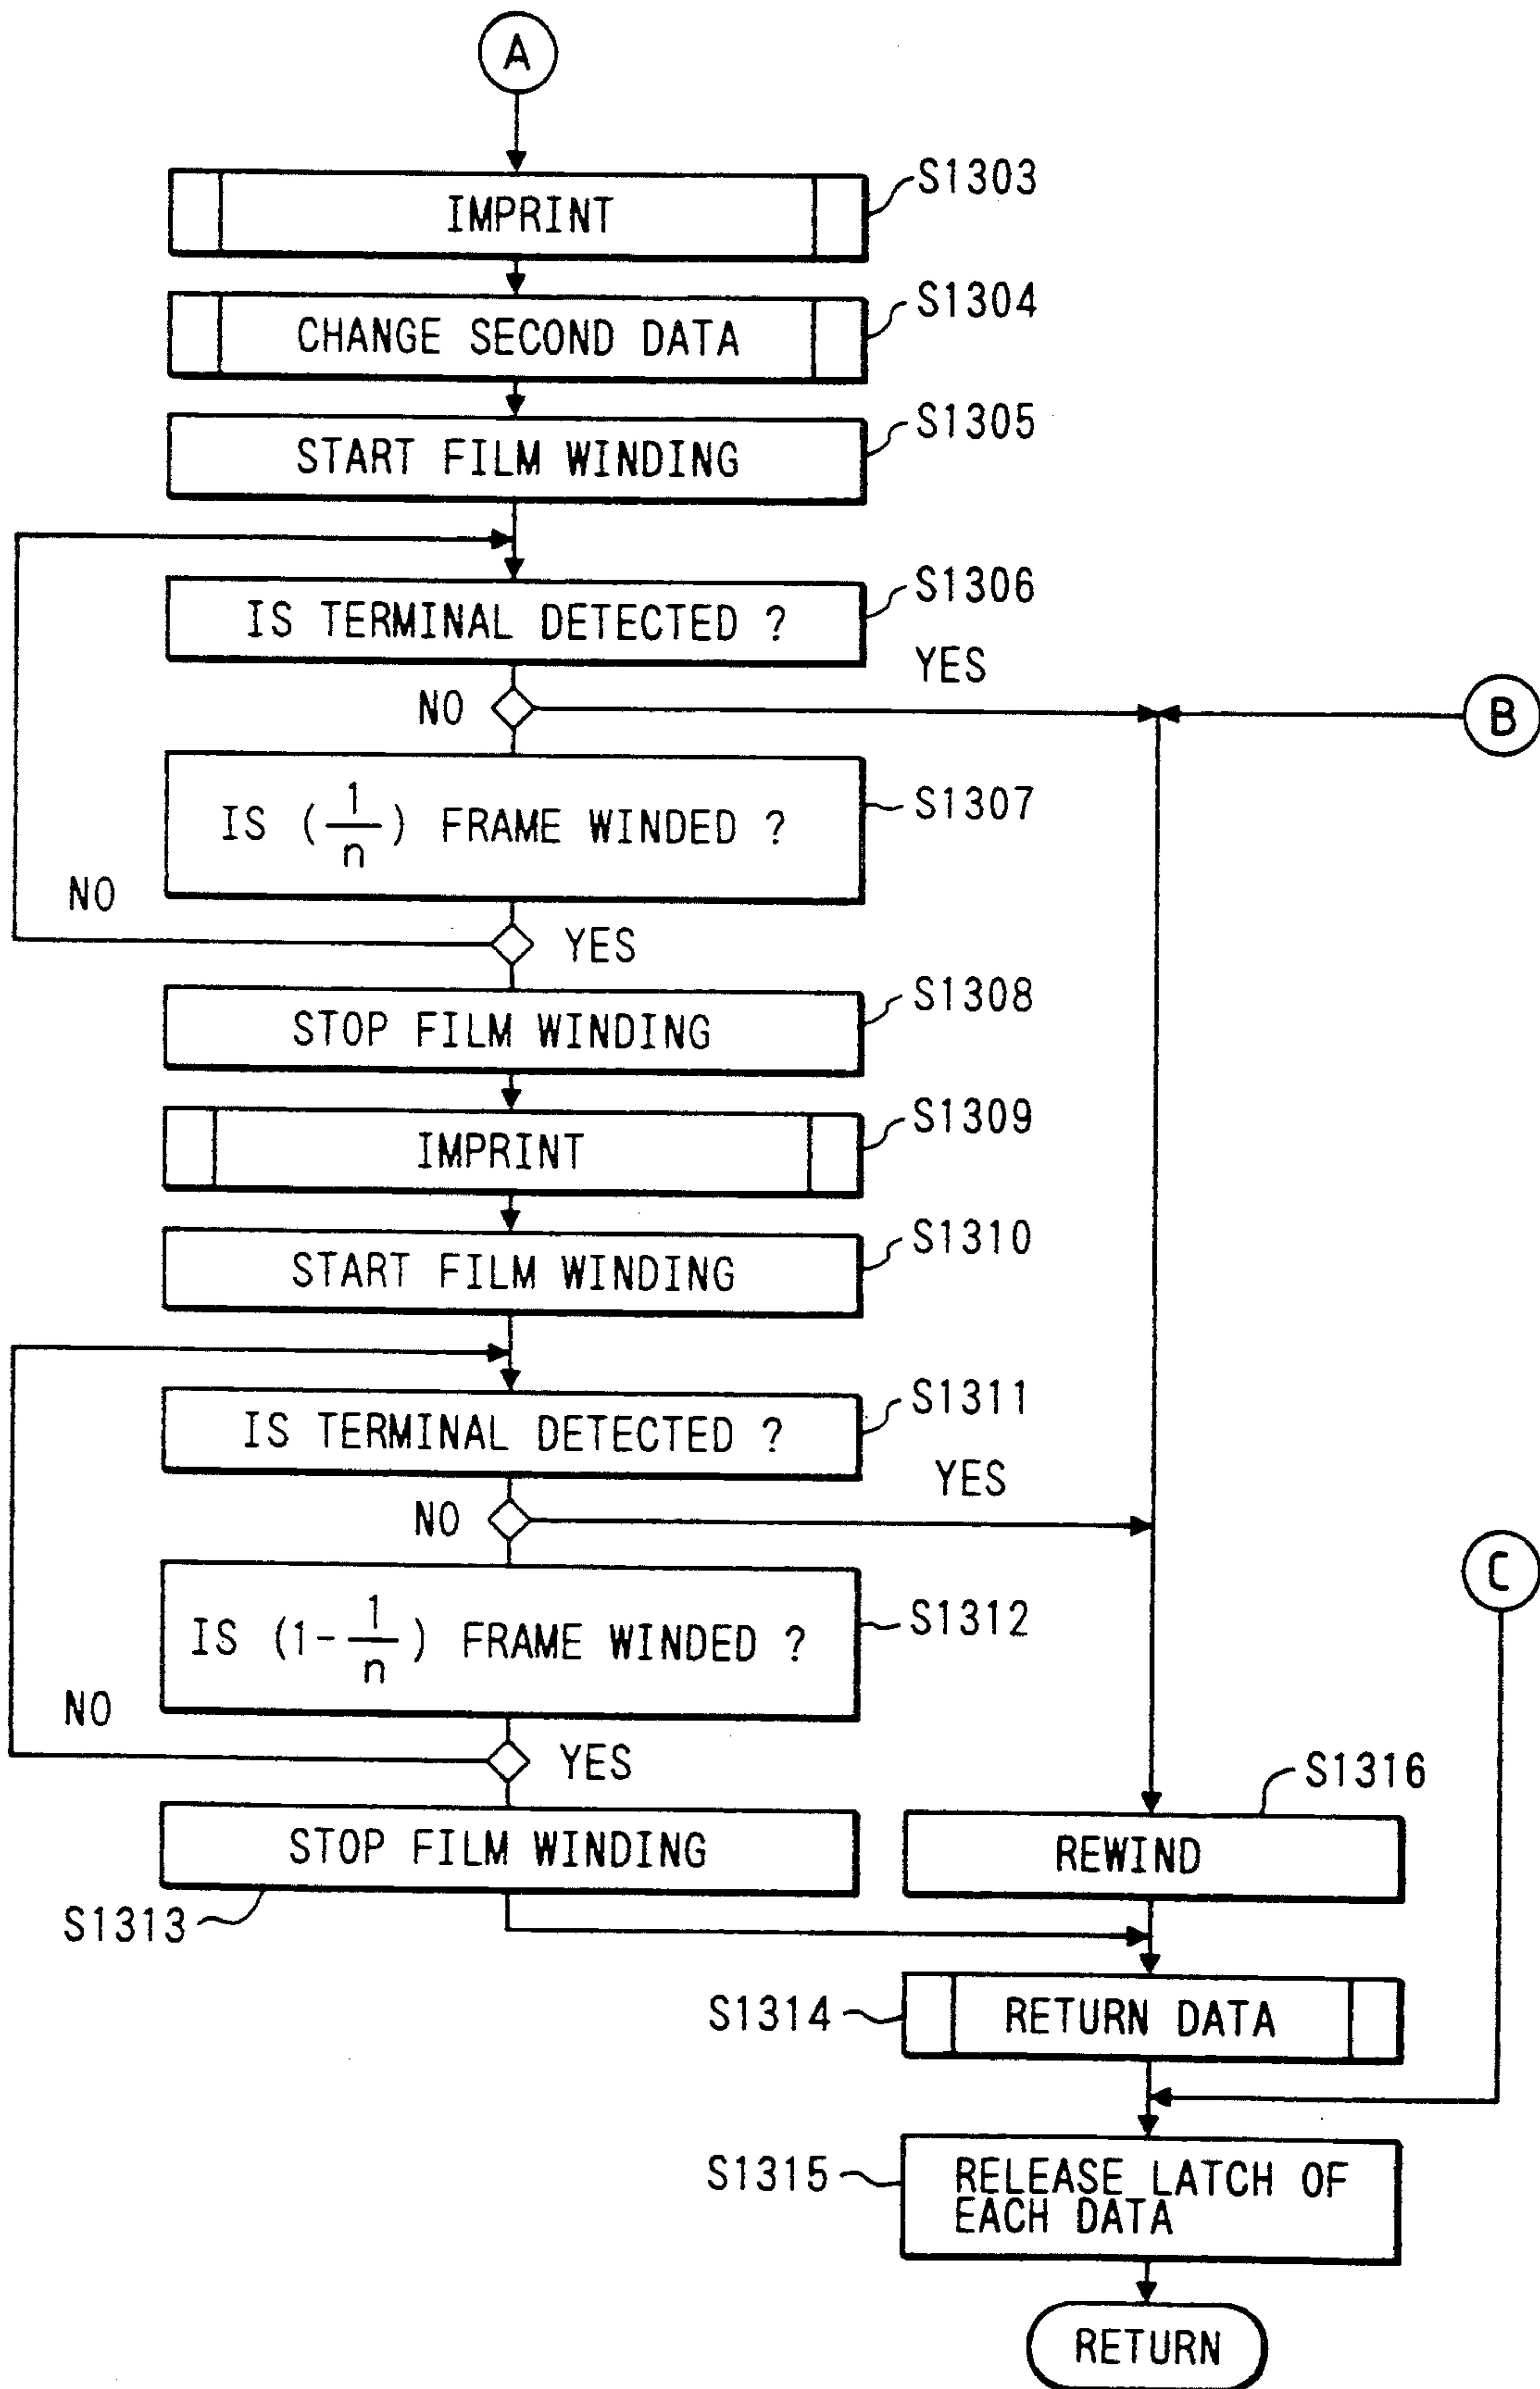 A
IMPRINT
S1303
CHANGE SECOND DATA
S1304
START FILM WINDING
S1305
IS TERMINAL DETECTED ?
S1306
YES
NO
B
IS (1/n) FRAME WINDED ?
S1307
NO
YES
STOP FILM WINDING
S1308
IMPRINT
S1309
START FILM WINDING
S1310
IS TERMINAL DETECTED ?
S1311
YES
NO
C
IS (1-1/n) FRAME WINDED ?
S1312
NO
YES
S1316
STOP FILM WINDING
REWIND
S1313
S1314
RETURN DATA
S1315
RELEASE LATCH OF
EACH DATA
RETURN